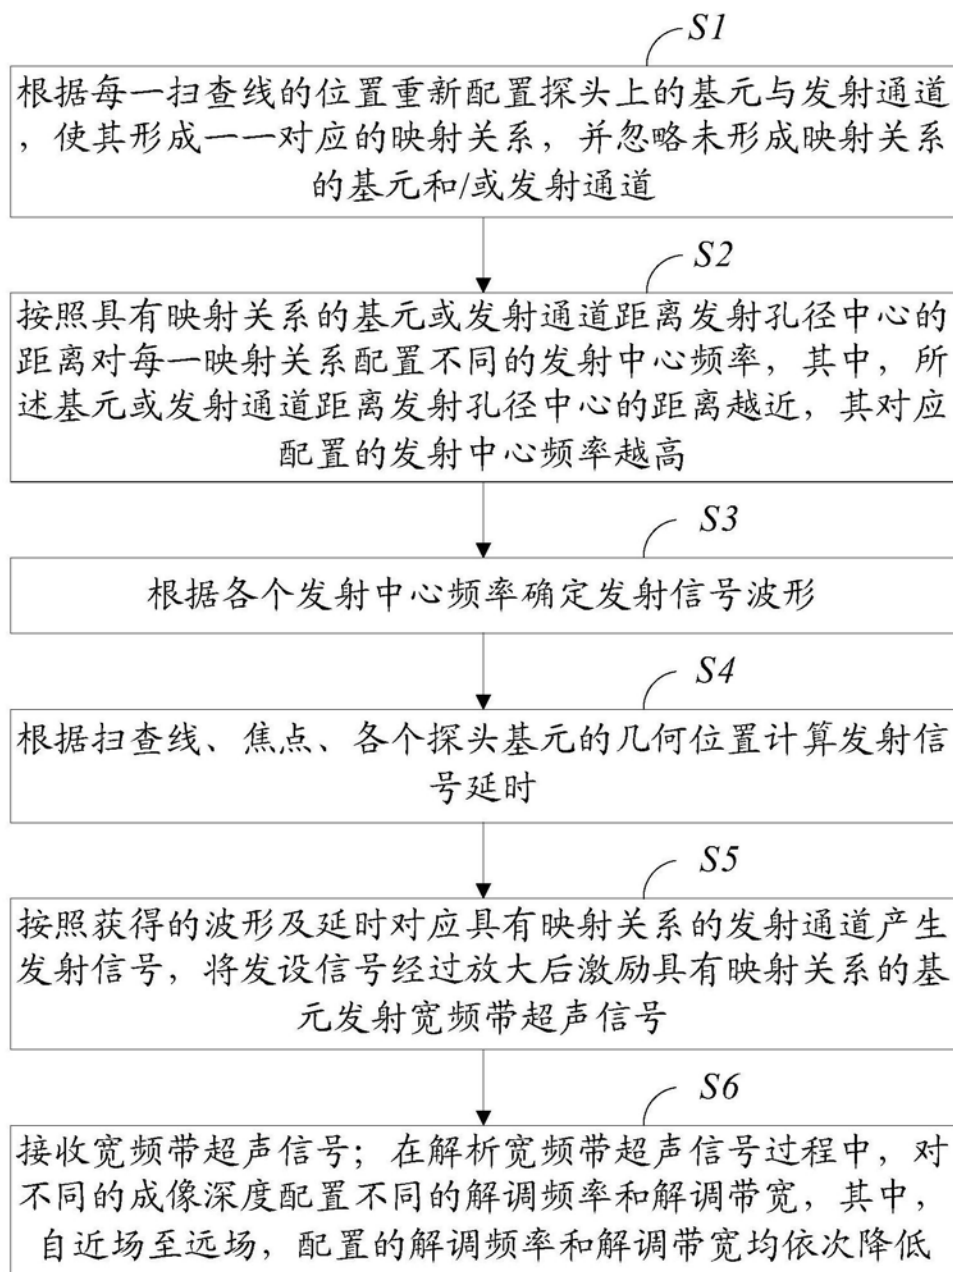 S1
根据每一扫查线的位置重新配置探头上的基元与发射通道
，使其形成一一对应的映射关系，并忽略未形成映射关系
的基元和/或发射通道
S2
按照具有映射关系的基元或发射通道距离发射孔径中心的
距离对每一映射关系配置不同的发射中心频率，其中，所
述基元或发射通道距离发射孔径中心的距离越近，其对应
配置的发射中心频率越高
S3
根据各个发射中心频率确定发射信号波形
S4
根据扫查线、焦点、各个探头基元的几何位置计算发射信
号延时
S5
按照获得的波形及延时对应具有映射关系的发射通道产生
发射信号，将发设信号经过放大后激励具有映射关系的基
元发射宽频带超声信号
S6
接收宽频带超声信号；在解析宽频带超声信号过程中，对
不同的成像深度配置不同的解调频率和解调带宽，其中，
自近场至远场，配置的解调频率和解调带宽均依次降低